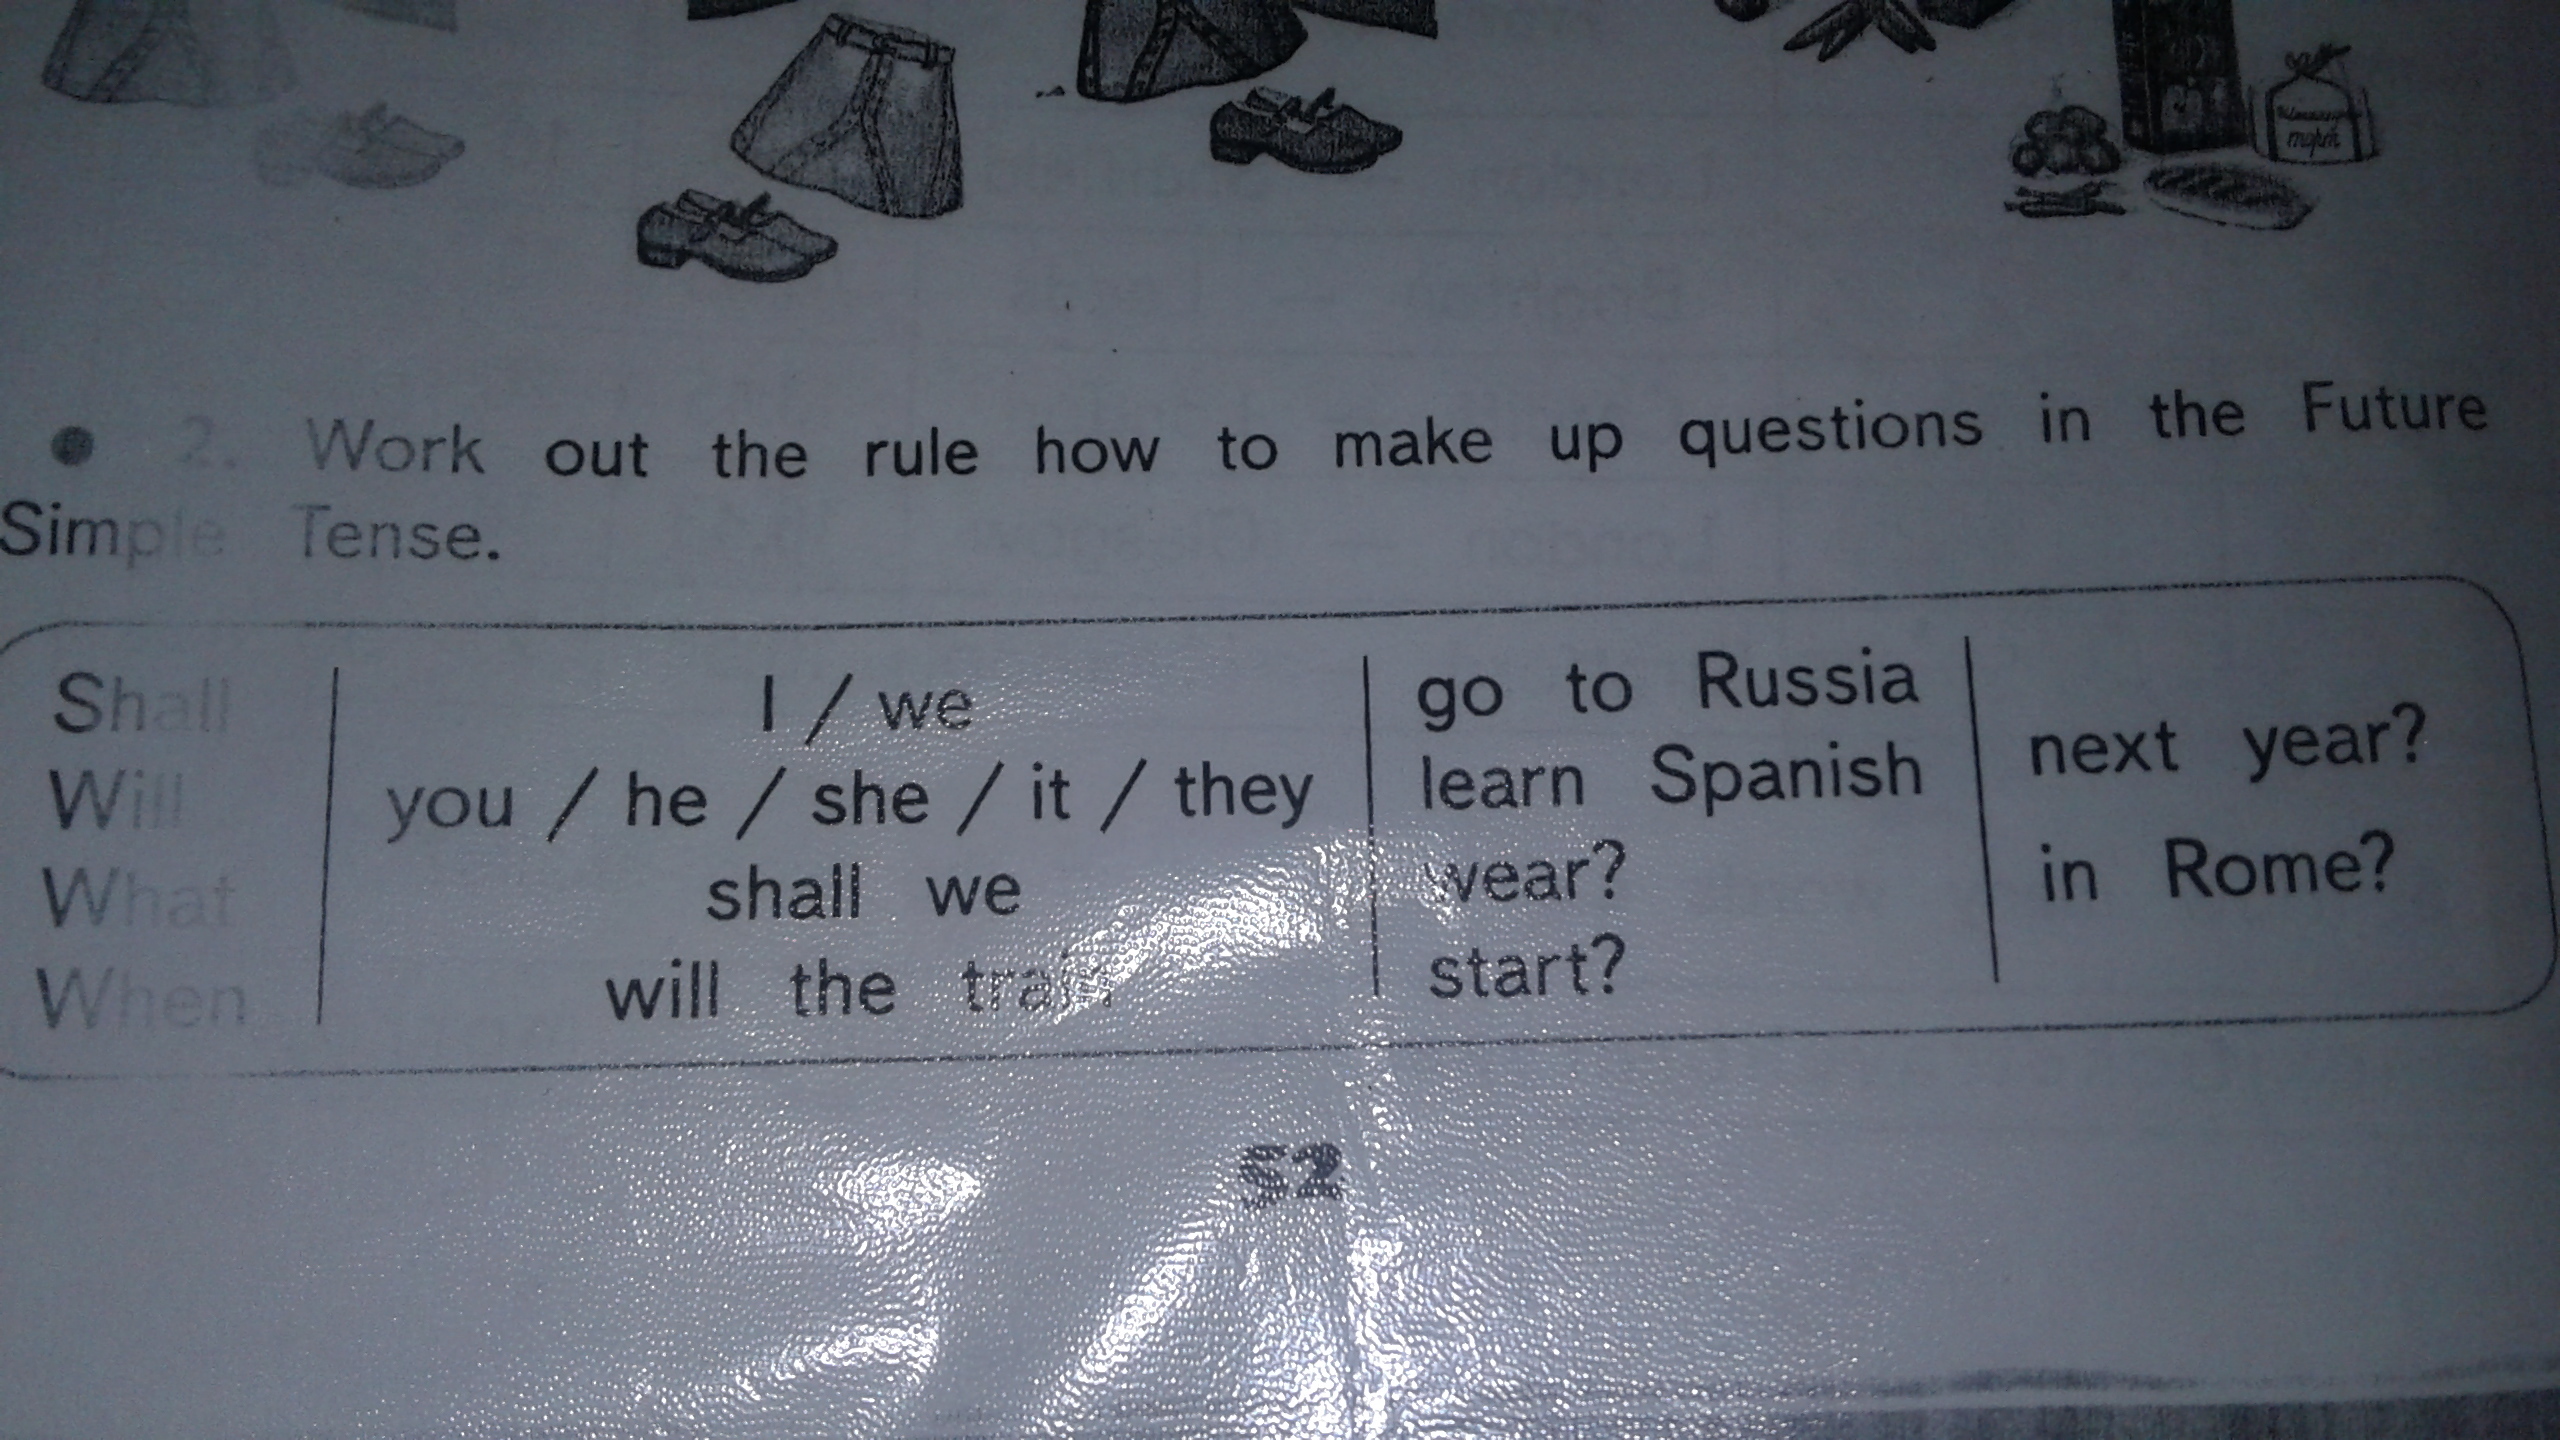 2. Work out the rule how to make up questions in the Future
Simple Tense.
Shall I / we go to Russia next year?
Will you / he / she / it / they learn Spanish in Rome?
What shall we wear?
When will the train start?
52